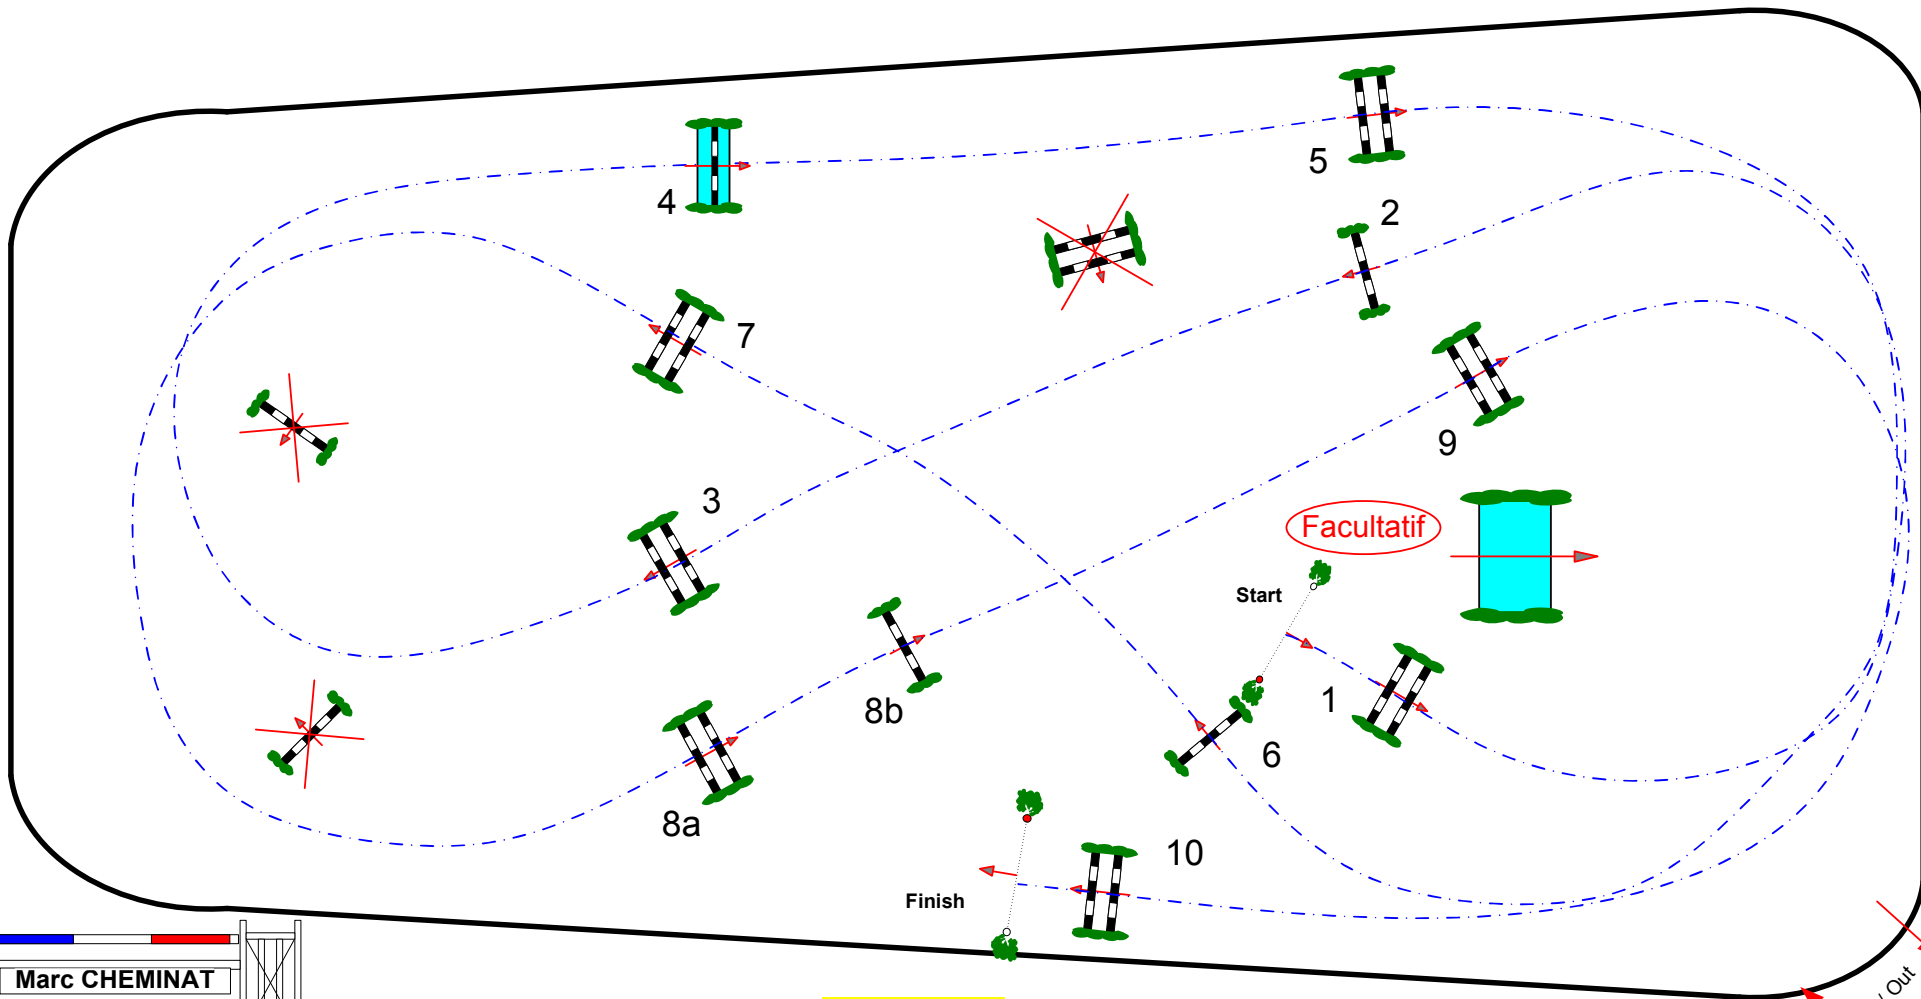 5
4
2
7
9
3
Facultatif
Start
8b
1
6
8a
10
Finish
Marc CHEMINAT
/ Out